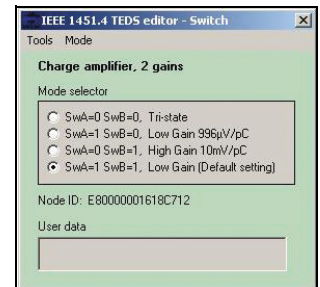 IEEE 1451.4 TEDS editor - Switch
Tools Mode
Charge amplifier, 2 gains
Mode selector
SwA=0 SwB=0, Tri-state
SwA=1 SwB=0, Low Gain 996µV/pC
SwA=0 SwB=1, High Gain 10mV/pC
SwA=1 SwB=1, Low Gain (Default setting)
Node ID: E80000001618C712
User data